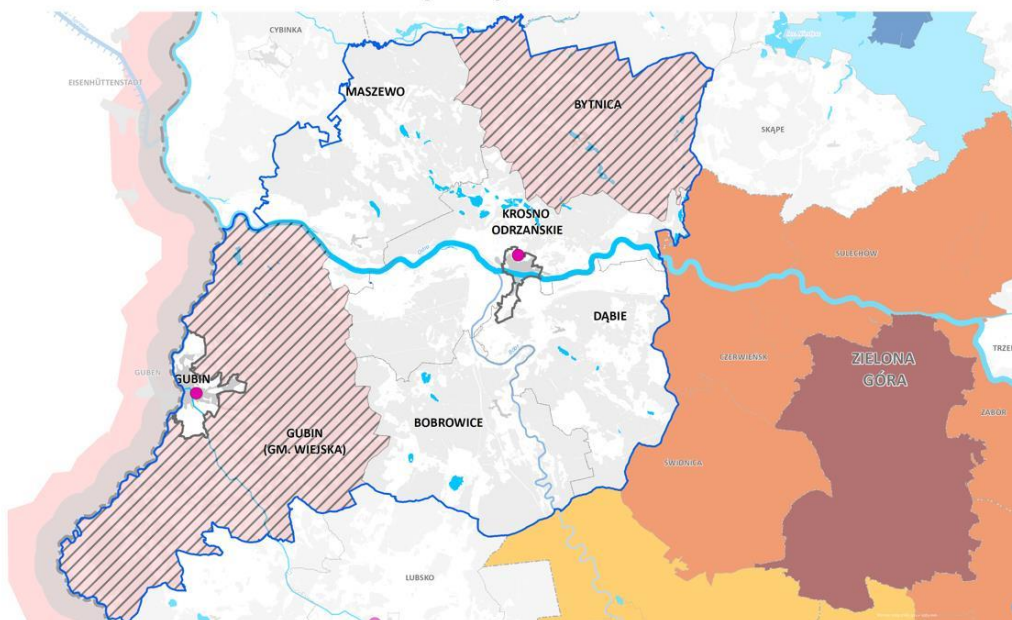 CYBINKA
EISENHÜTTENSTADT
MASZEWO
BYTNICA
SKĄPE
KROSNO
ODRZAŃSKIE
SULECHÓW
DĄBIE
CZERWIEŃSK
ZIELONA
GÓRA
TRZEB
GUBEN
GUBIN
ZABÓR
BOBROWICE
GUBIN
(GM. WIEJSKA)
ŚWIDNICA
LUBSKO